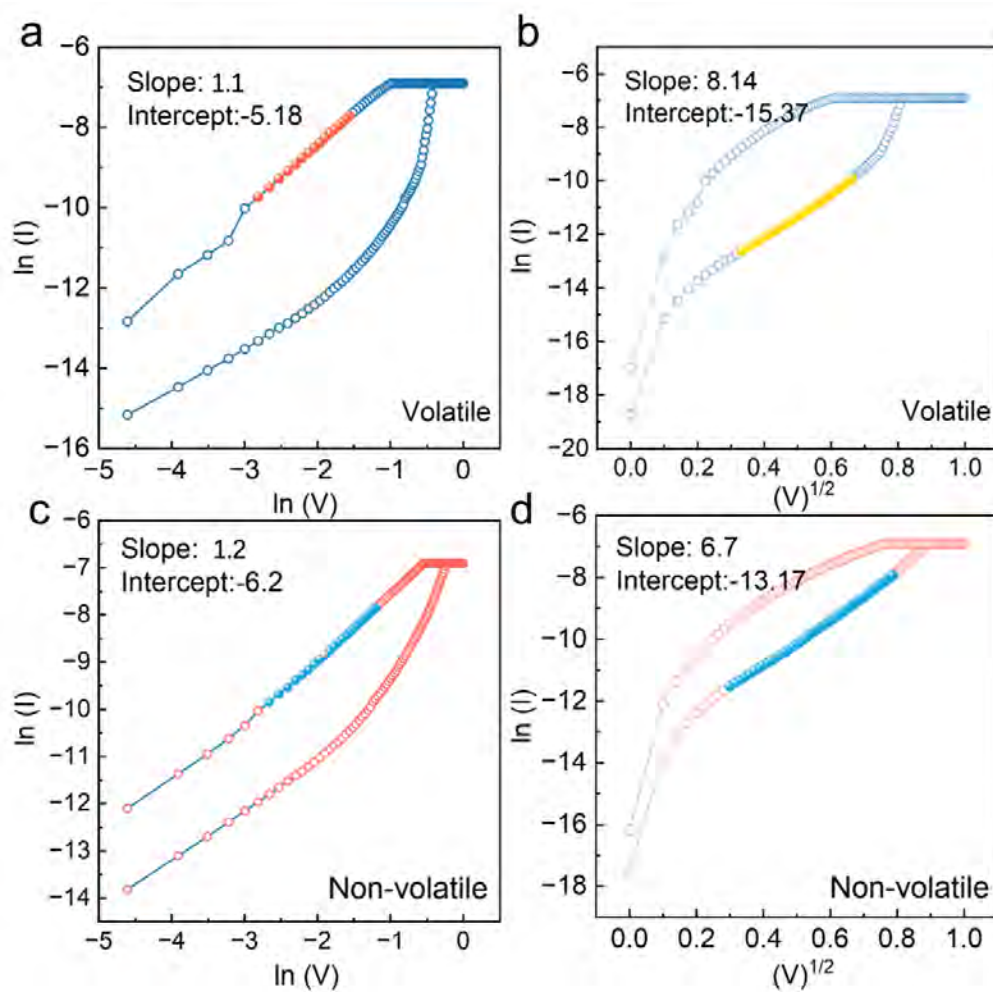 a
−6
−8
−10
−12
−14
−16
ln (I)
Slope: 1.1
Intercept:-5.18
Volatile
−5
−4
−3
−2
−1
0
ln (V)
b
−6
−8
−10
−12
−14
−16
−18
−20
ln (I)
Slope: 8.14
Intercept:-15.37
Volatile
0.0
0.2
0.4
0.6
0.8
1.0
(V)1/2
c
−6
−7
−8
−9
−10
−11
−12
−13
−14
ln (I)
Slope: 1.2
Intercept:-6.2
Non-volatile
−5
−4
−3
−2
−1
0
ln (V)
d
−6
−8
−10
−12
−14
−16
−18
ln (I)
Slope: 6.7
Intercept:-13.17
Non-volatile
0.0
0.2
0.4
0.6
0.8
1.0
(V)1/2